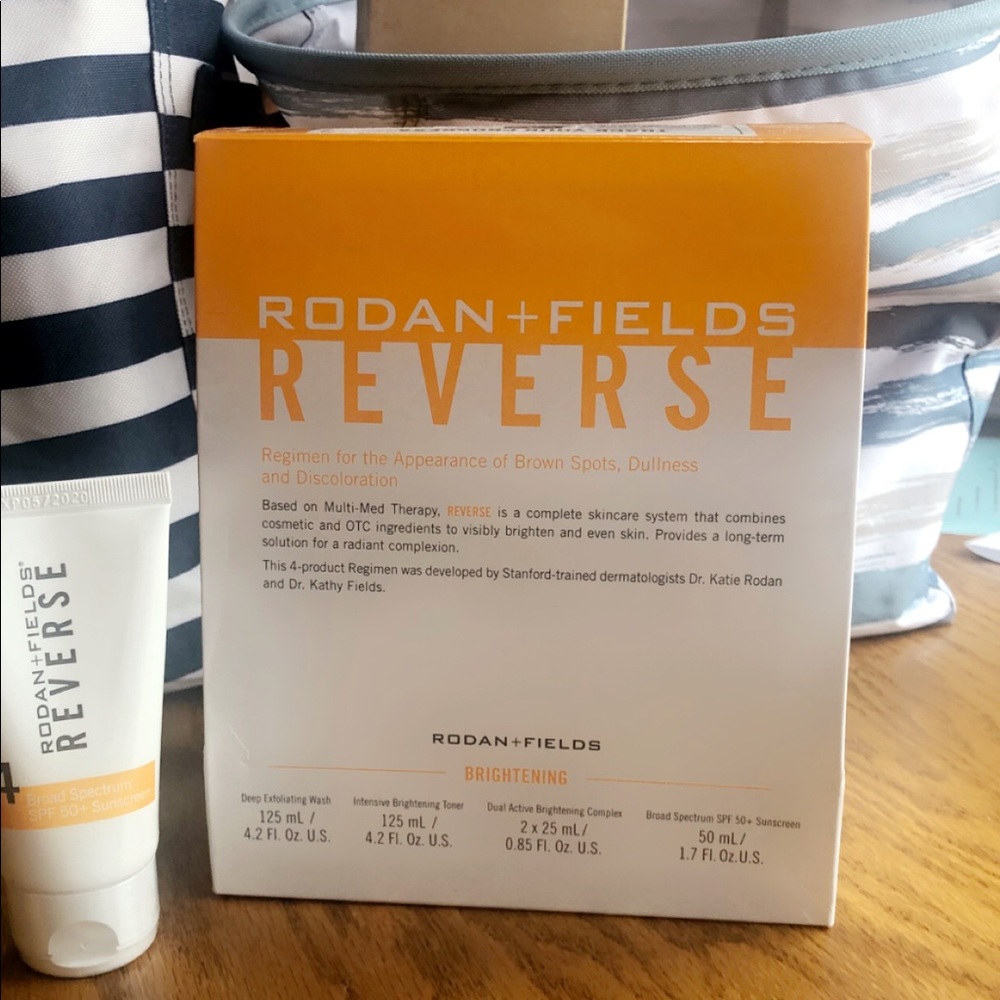 TRACK YOUR PROGRESS
RODAN+FIELDS
REVERSE
Regimen for the Appearance of Brown Spots, Dullness
and Discoloration
Based on Multi-Med Therapy, REVERSE is a complete skincare system that combines
cosmetic and OTC ingredients to visibly brighten and even skin. Provides a long-term
solution for a radiant complexion.
This 4-product Regimen was developed by Stanford-trained dermatologists Dr. Katie Rodan
and Dr. Kathy Fields.
RODAN+FIELDS
BRIGHTENING
Deep Exfoliating Wash
125 mL /
4.2 Fl. Oz. U.S.
Intensive Brightening Toner
125 mL /
4.2 Fl. Oz. U.S.
Dual Active Brightening Complex
2 x 25 mL/
0.85 Fl. Oz. U.S.
Broad Spectrum SPF 50+ Sunscreen
50 mL/
1.7 Fl. Oz.U.S.
XP06/2020
RODAN+FIELDS®
REVERSE
4
Broad Spectrum
SPF 50+ Sunscreen